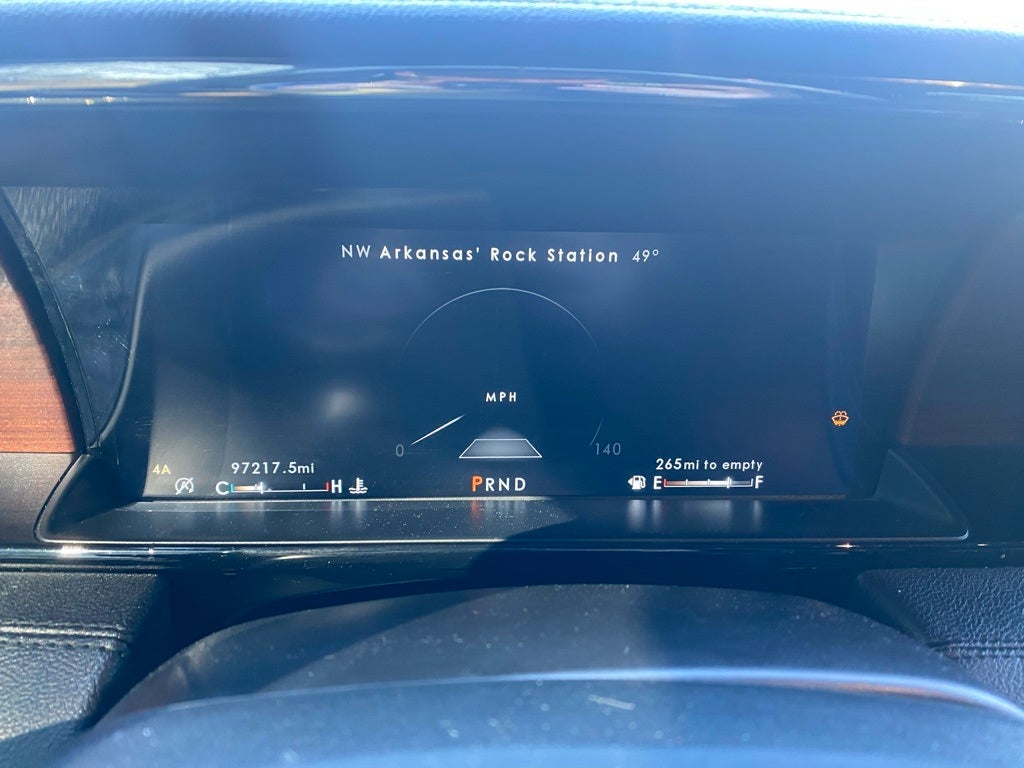 NW Arkansas' Rock Station 49°
MPH
0 140
4A 97217.5mi 265mi to empty
C H PRND E F